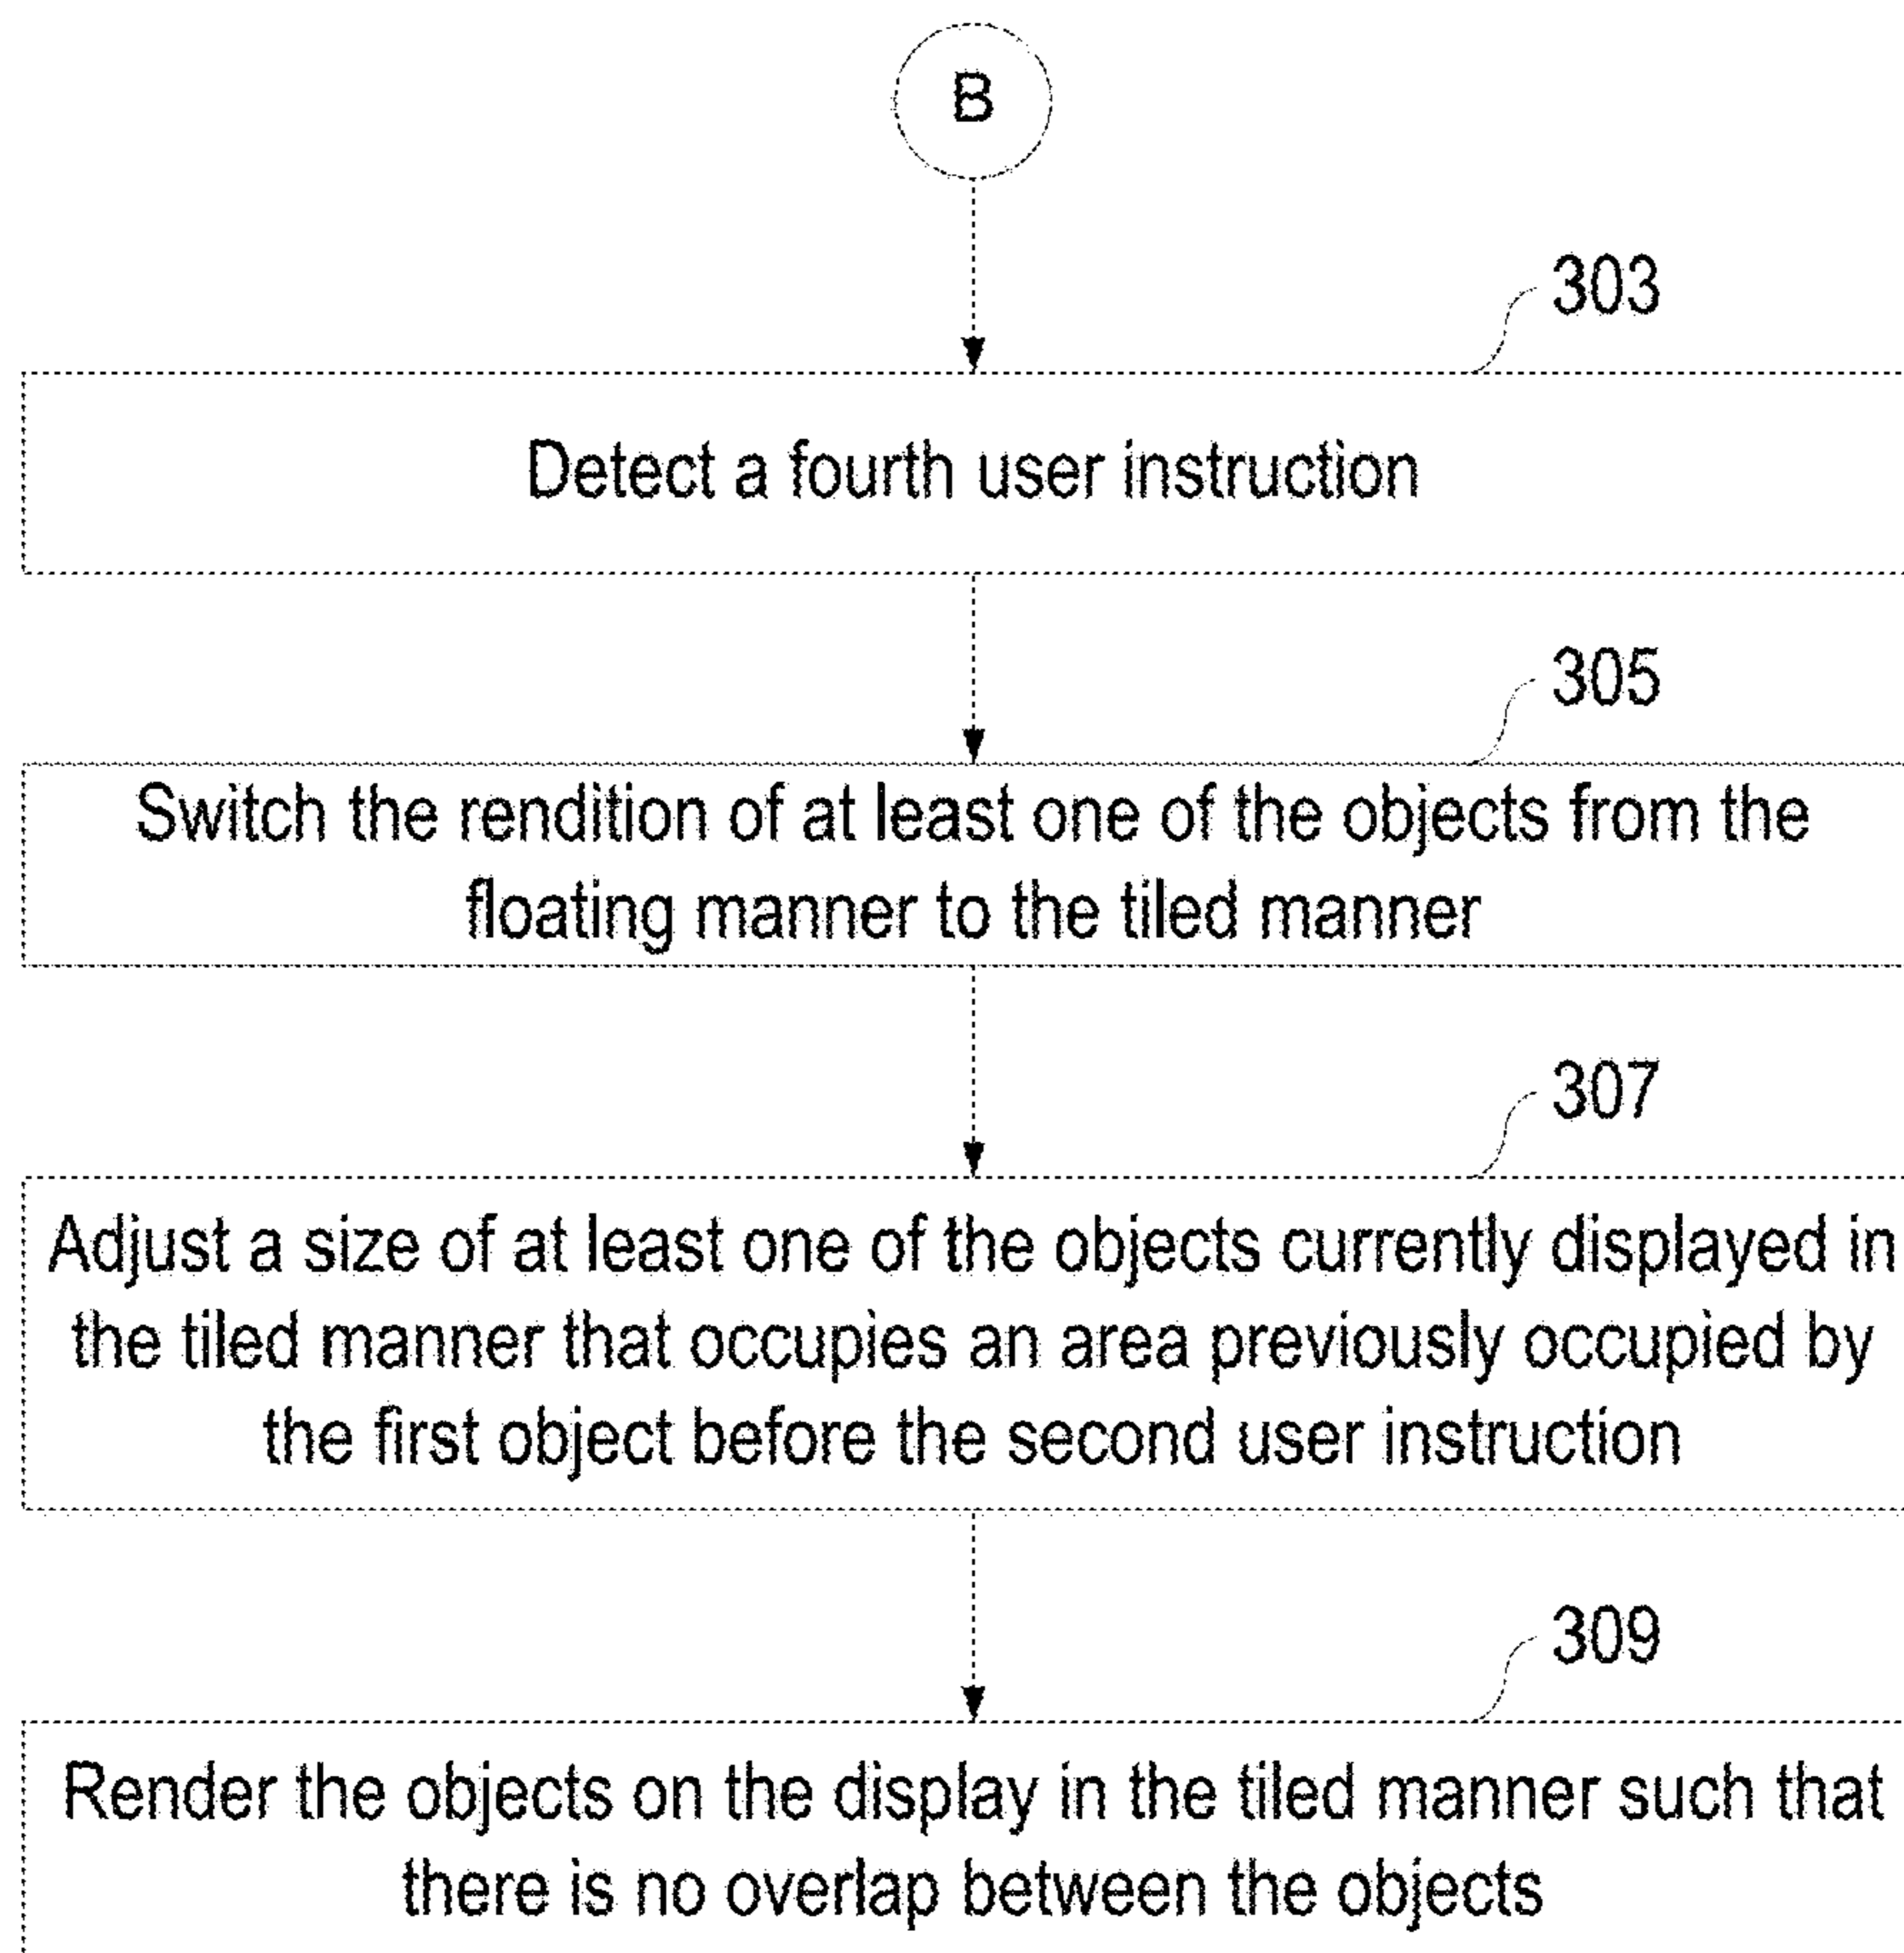 B
303
Detect a fourth user instruction
305
Switch the rendition of at least one of the objects from the
floating manner to the tiled manner
307
Adjust a size of at least one of the objects currently displayed in
the tiled manner that occupies an area previously occupied by
the first object before the second user instruction
309
Render the objects on the display in the tiled manner such that
there is no overlap between the objects